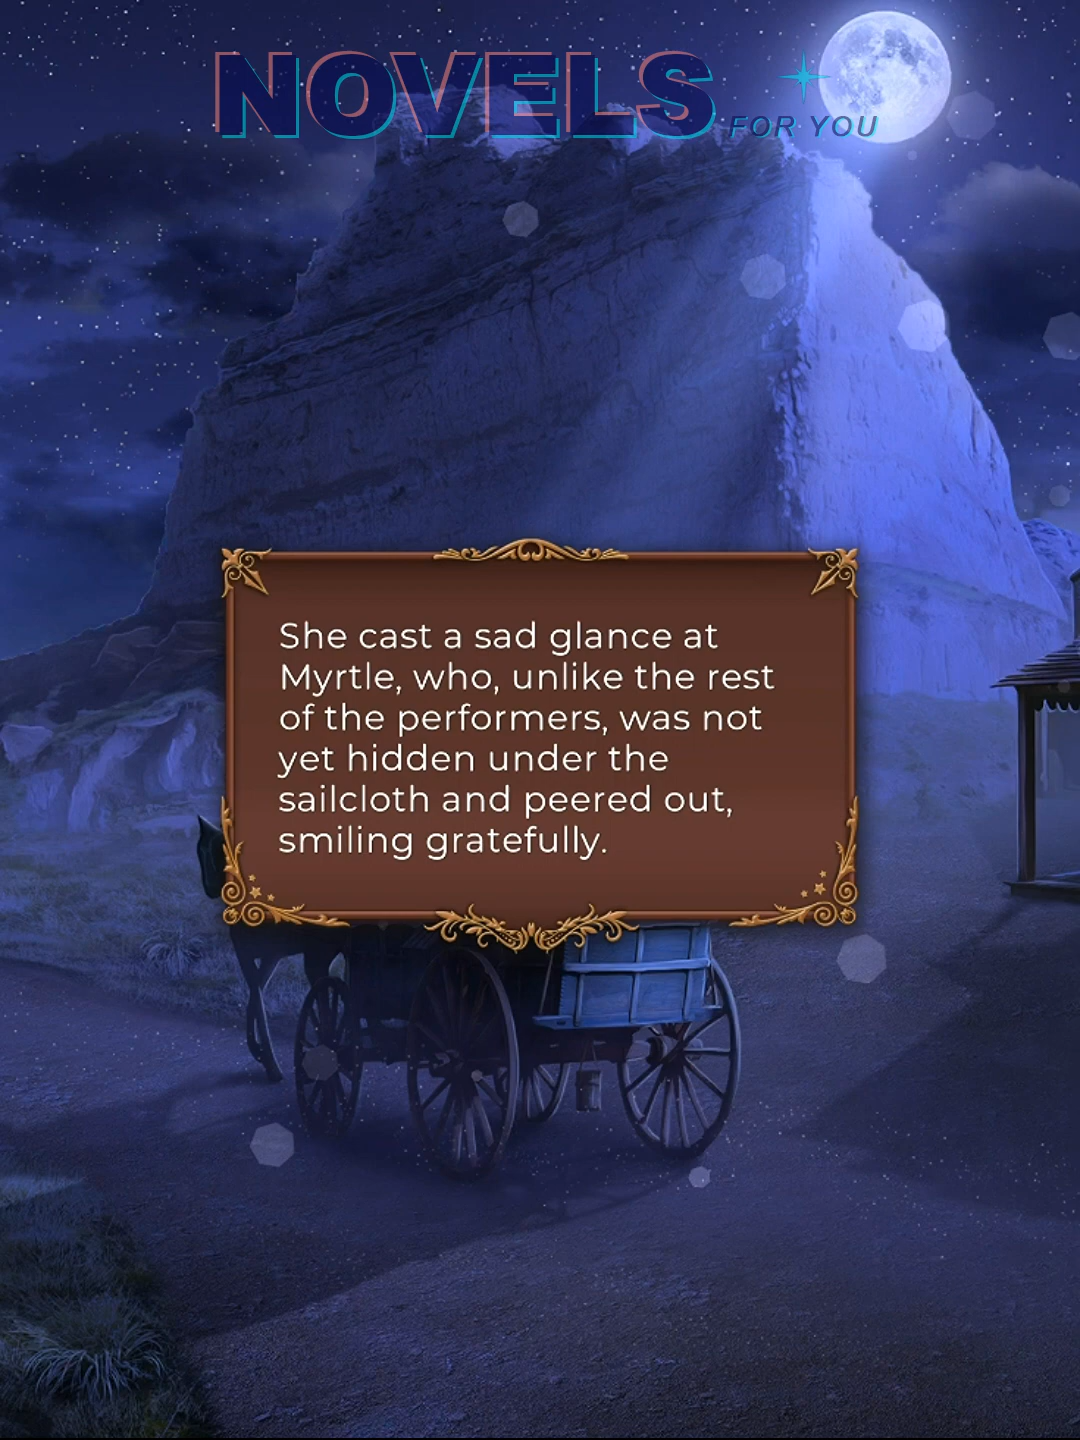 NOVELS
FOR YOU
She cast a sad glance at
Myrtle, who, unlike the rest
of the performers, was not
yet hidden under the
sailcloth and peered out,
smiling gratefully.